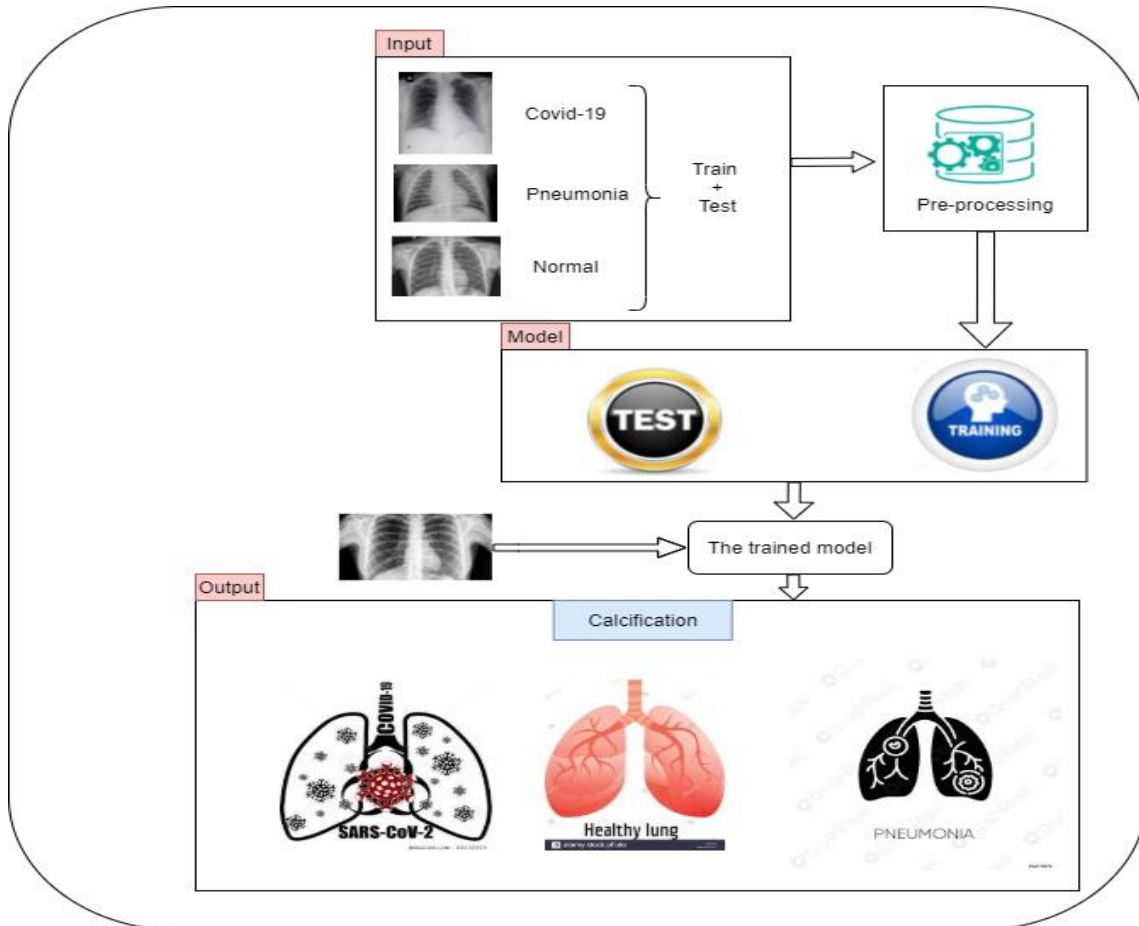 Input
Covid-19
Pneumonia
Normal
Train
+
Test
Pre-processing
Model
TEST
TRAINING
The trained model
Output
Calcification
COVID-19
SARS-CoV-2
Healthy lung
alamy stock photo
PNEUMONIA